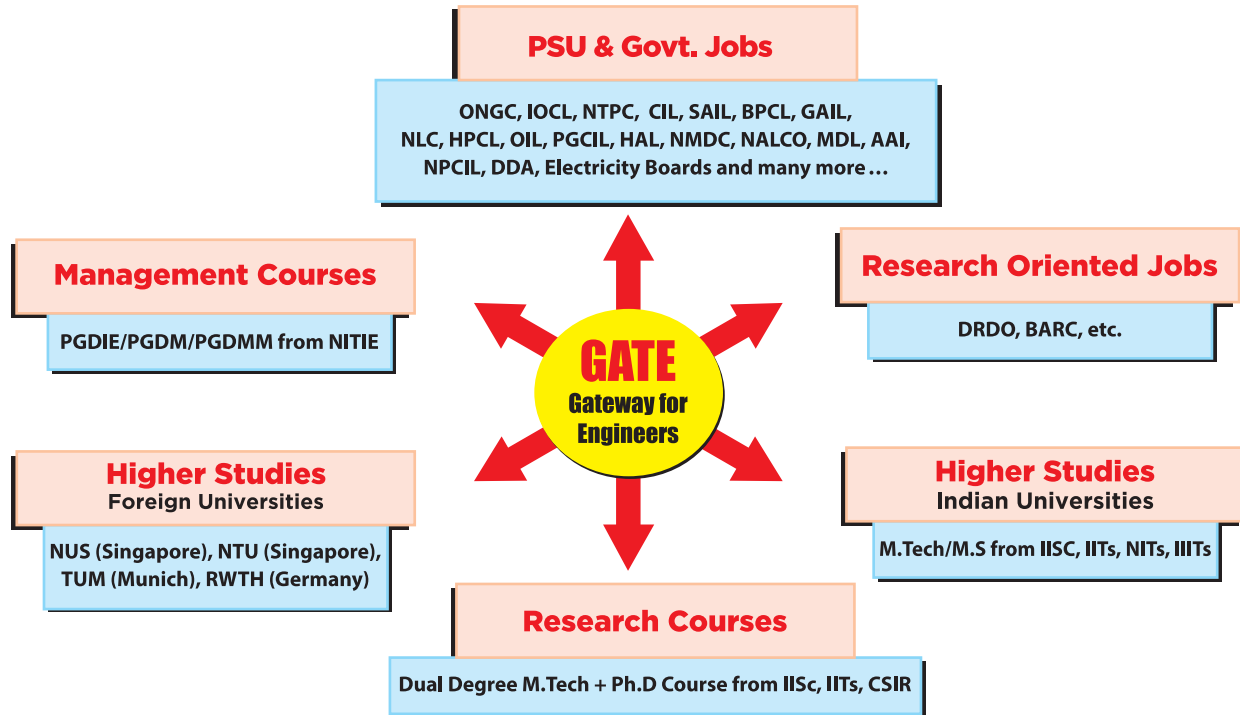 PSU & Govt. Jobs
ONGC, IOCL, NTPC, CIL, SAIL, BPCL, GAIL,
NLC, HPCL, OIL, PGCIL, HAL, NMDC, NALCO, MDL, AAI,
NPCIL, DDA, Electricity Boards and many more...
Management Courses
PGDIE/PGDM/PGDMM from NITIE
Research Oriented Jobs
DRDO, BARC, etc.
GATE
Gateway for
Engineers
Higher Studies
Foreign Universities
NUS (Singapore), NTU (Singapore),
TUM (Munich), RWTH (Germany)
Higher Studies
Indian Universities
M.Tech/M.S from IISC, IITs, NITs, IIITs
Research Courses
Dual Degree M.Tech + Ph.D Course from IISc, IITs, CSIR